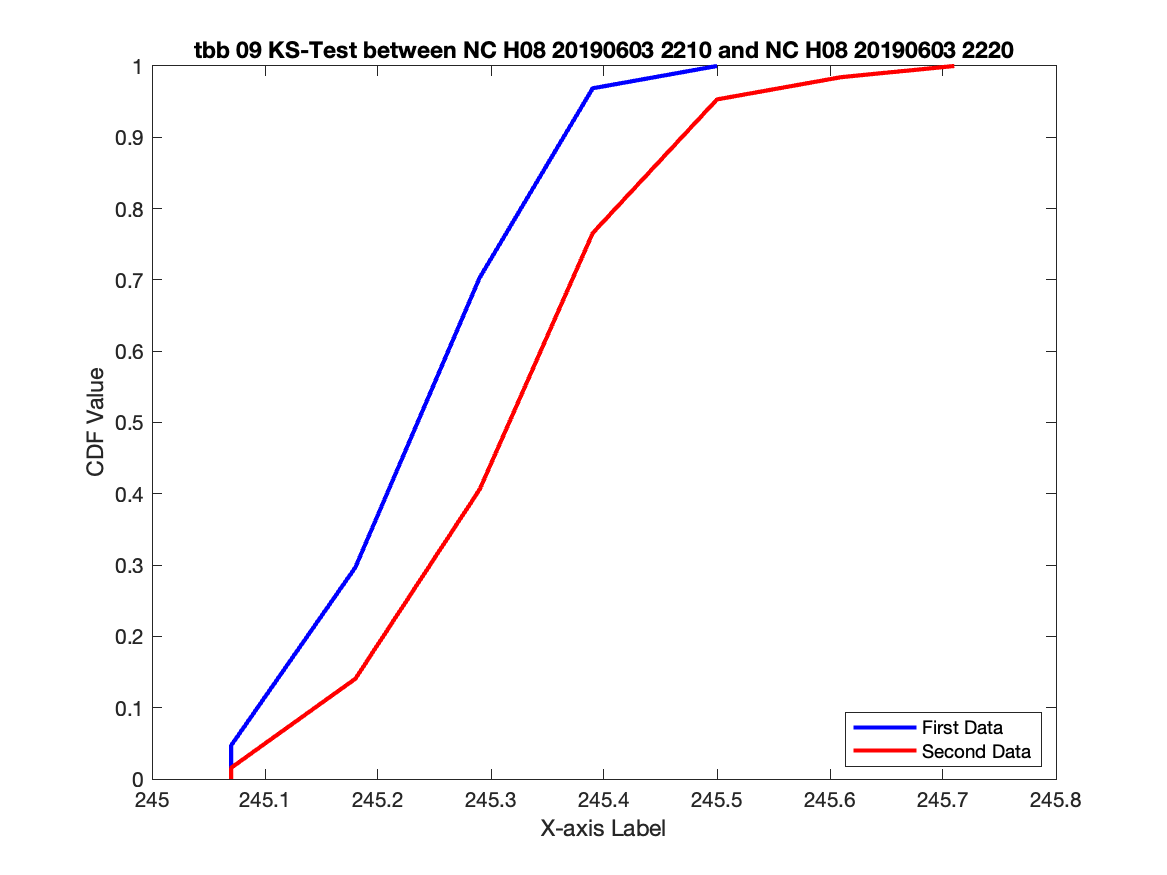 tbb 09 KS-Test between NC H08 20190603 2210 and NC H08 20190603 2220
1
0.9
0.8
0.7
0.6
0.5
0.4
0.3
0.2
0.1
0
CDF Value
245 245.1 245.2 245.3 245.4 245.5 245.6 245.7 245.8
X-axis Label
First Data
Second Data